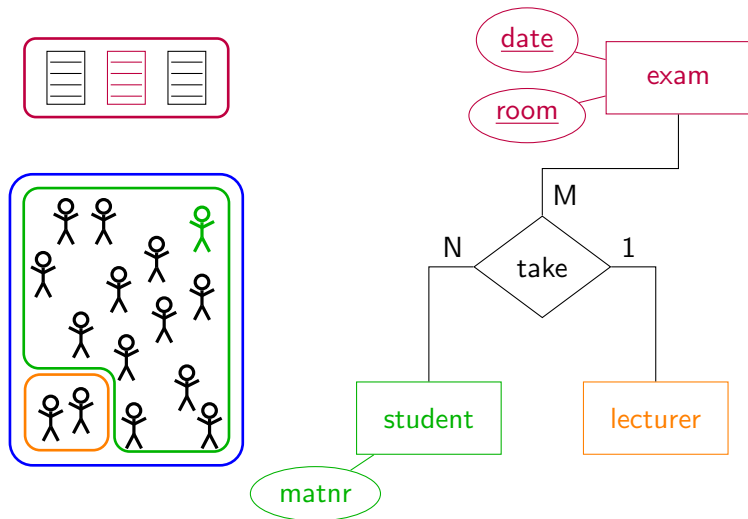 date
exam
room
M
N
take
1
student
lecturer
matnr